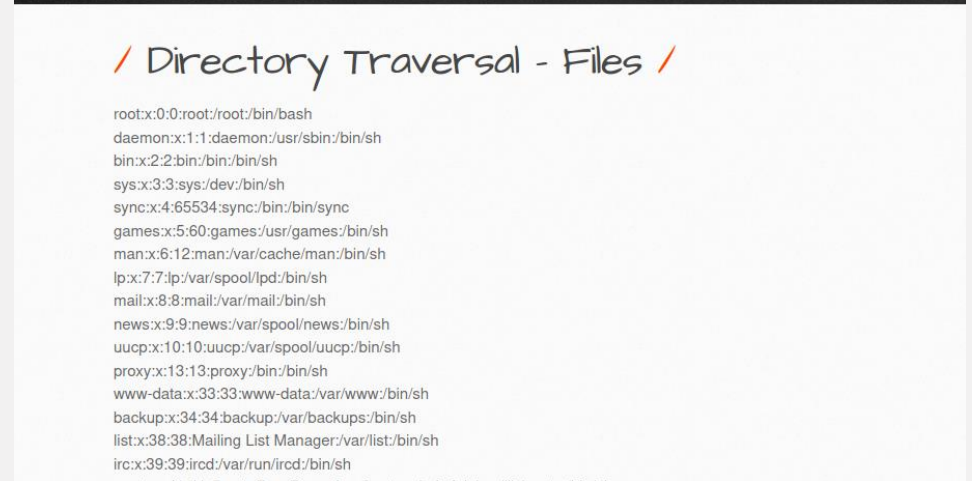 / Directory Traversal - Files /
root:x:0:0:root:/root:/bin/bash
daemon:x:1:1:daemon:/usr/sbin:/bin/sh
bin:x:2:2:bin:/bin:/bin/sh
sys:x:3:3:sys:/dev:/bin/sh
sync:x:4:65534:sync:/bin:/bin/sync
games:x:5:60:games:/usr/games:/bin/sh
man:x:6:12:man:/var/cache/man:/bin/sh
lp:x:7:7:lp:/var/spool/lpd:/bin/sh
mail:x:8:8:mail:/var/mail:/bin/sh
news:x:9:9:news:/var/spool/news:/bin/sh
uucp:x:10:10:uucp:/var/spool/uucp:/bin/sh
proxy:x:13:13:proxy:/bin:/bin/sh
www-data:x:33:33:www-data:/var/www:/bin/sh
backup:x:34:34:backup:/var/backups:/bin/sh
list:x:38:38:Mailing List Manager:/var/list:/bin/sh
irc:x:39:39:ircd:/var/run/ircd:/bin/sh